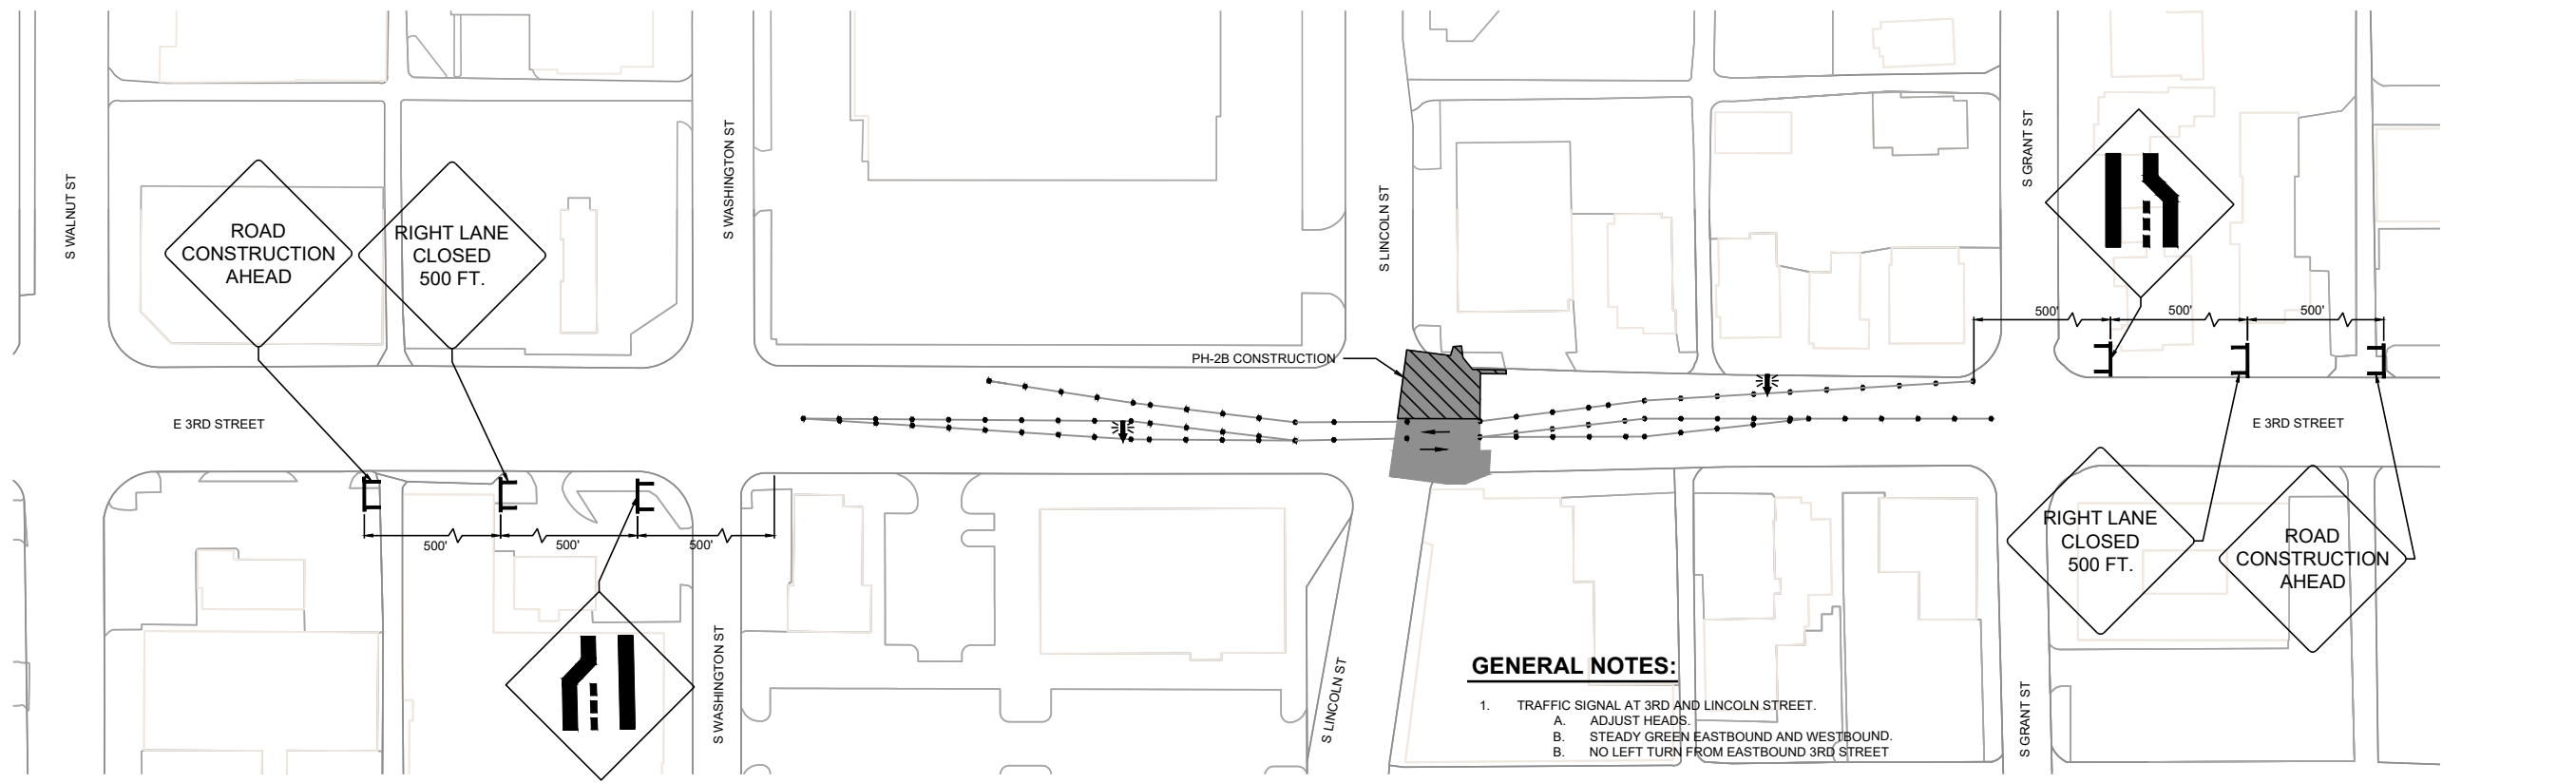 S WALNUT ST
ROAD
CONSTRUCTION
AHEAD
RIGHT LANE
CLOSED
500 FT.
S WASHINGTON ST
S LINCOLN ST
S GRANT ST
500'
500'
500'
PH-2B CONSTRUCTION
E 3RD STREET
E 3RD STREET
500'
500'
500'
RIGHT LANE
CLOSED
500 FT.
ROAD
CONSTRUCTION
AHEAD
S WASHINGTON ST
S LINCOLN ST
S GRANT ST
GENERAL NOTES:
1. TRAFFIC SIGNAL AT 3RD AND LINCOLN STREET.
A. ADJUST HEADS.
B. STEADY GREEN EASTBOUND AND WESTBOUND.
B. NO LEFT TURN FROM EASTBOUND 3RD STREET